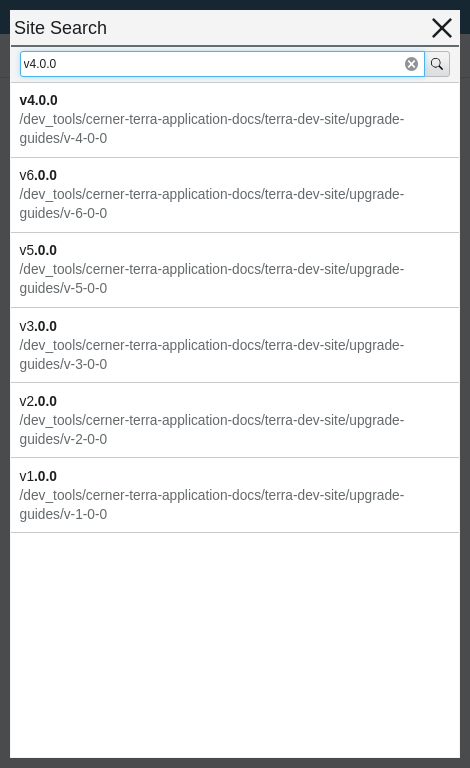 Site Search
v4.0.0
v4.0.0
/dev_tools/cerner-terra-application-docs/terra-dev-site/upgrade-
guides/v-4-0-0
v6.0.0
/dev_tools/cerner-terra-application-docs/terra-dev-site/upgrade-
guides/v-6-0-0
v5.0.0
/dev_tools/cerner-terra-application-docs/terra-dev-site/upgrade-
guides/v-5-0-0
v3.0.0
/dev_tools/cerner-terra-application-docs/terra-dev-site/upgrade-
guides/v-3-0-0
v2.0.0
/dev_tools/cerner-terra-application-docs/terra-dev-site/upgrade-
guides/v-2-0-0
v1.0.0
/dev_tools/cerner-terra-application-docs/terra-dev-site/upgrade-
guides/v-1-0-0